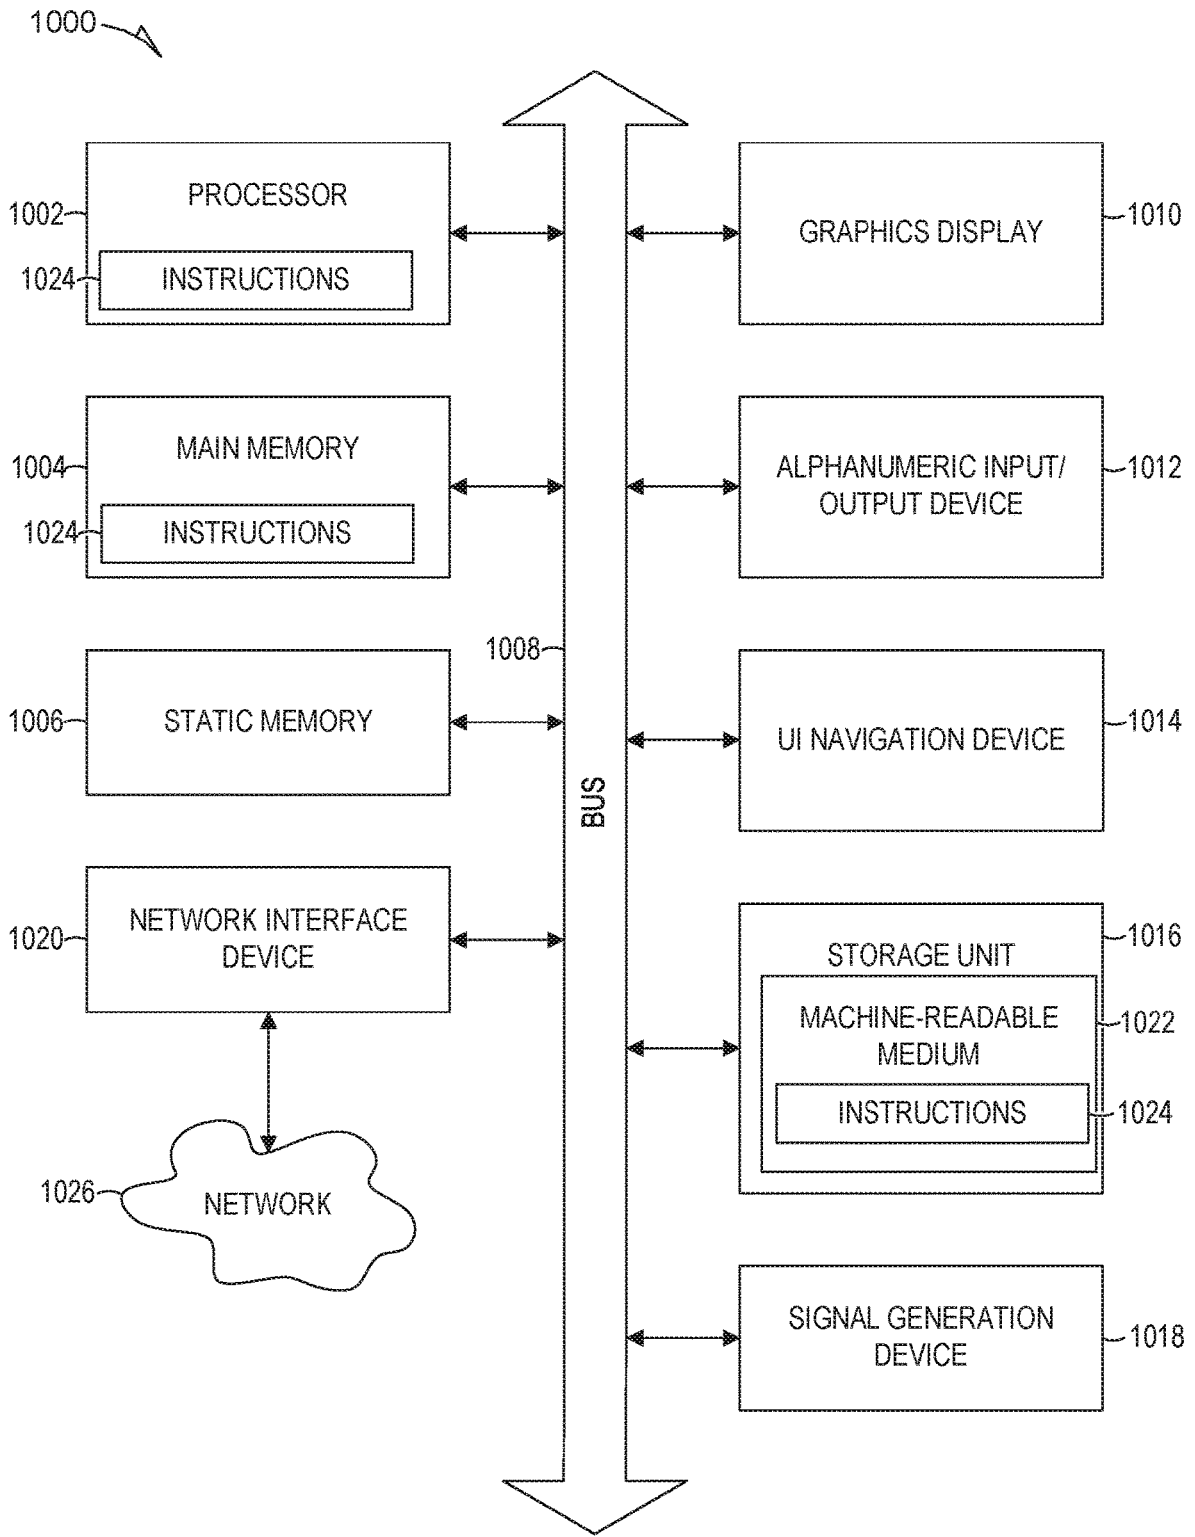 1000
PROCESSOR
1002
1024
INSTRUCTIONS
MAIN MEMORY
1004
1024
INSTRUCTIONS
1008
1006
STATIC MEMORY
BUS
NETWORK INTERFACE
DEVICE
1020
1026
NETWORK
GRAPHICS DISPLAY
1010
ALPHANUMERIC INPUT/
OUTPUT DEVICE
1012
UI NAVIGATION DEVICE
1014
STORAGE UNIT
1016
MACHINE-READABLE
MEDIUM
1022
INSTRUCTIONS
1024
SIGNAL GENERATION
DEVICE
1018